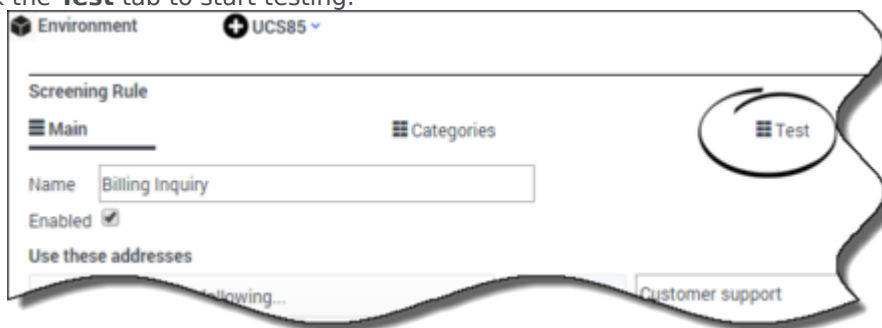 the Test tab to start testing.
Environment UCS85
Screening Rule
Main Categories Test
Name Billing Inquiry
Enabled
Use these addresses
following... Customer support